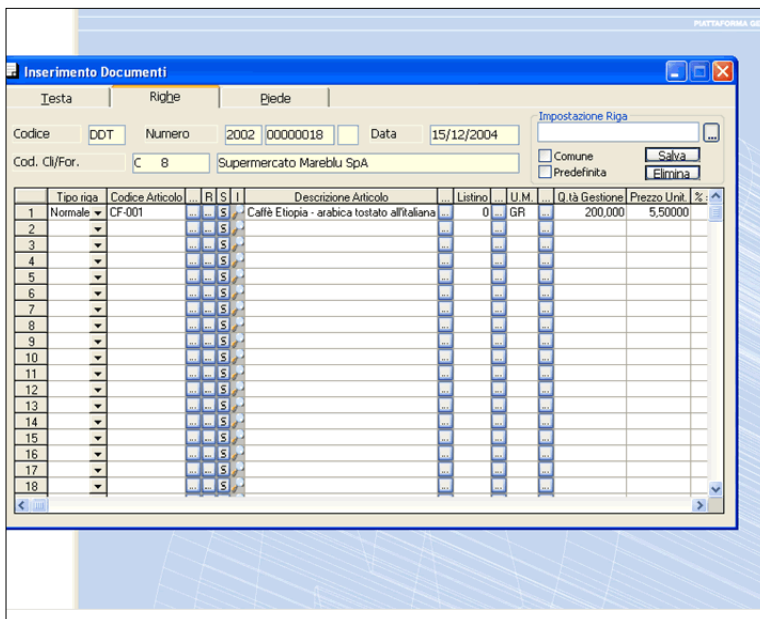 PIATTAFORMA GE
Inserimento Documenti
Testa Righe Piede
Impostazione Riga
Codice DDT Numero 2002 00000018 Data 15/12/2004
...
Cod. Cli/For. C 8 Supermercato Mareblu SpA
Comune Salva
Predefinita Elimina
Tipo riga Codice Articolo ... R S I Descrizione Articolo ... Listino ... U.M. ... Q.tà Gestione Prezzo Unit. %
1 Normale CF-001 ... ... S Caffè Etiopia - arabica tostato all'italiana ... 0 ... GR ... 200,000 5,50000
2 ... ... S ... ... ...
3 ... ... S ... ... ...
4 ... ... S ... ... ...
5 ... ... S ... ... ...
6 ... ... S ... ... ...
7 ... ... S ... ... ...
8 ... ... S ... ... ...
9 ... ... S ... ... ...
10 ... ... S ... ... ...
11 ... ... S ... ... ...
12 ... ... S ... ... ...
13 ... ... S ... ... ...
14 ... ... S ... ... ...
15 ... ... S ... ... ...
16 ... ... S ... ... ...
17 ... ... S ... ... ...
18 ... ... S ... ... ...